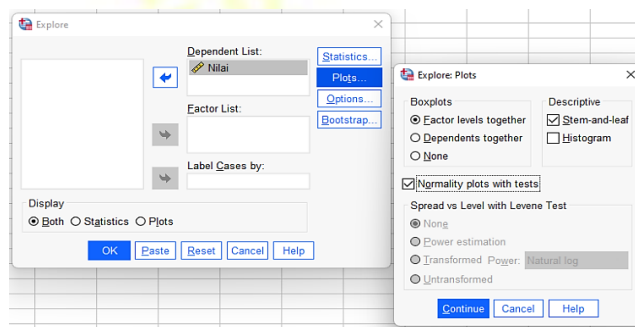 Explore
Dependent List:
Nilai
Factor List:
Label Cases by:
Statistics...
Plots...
Options...
Bootstrap...
Display
Both Statistics Plots
OK Paste Reset Cancel Help
Explore: Plots
Boxplots
Factor levels together
Dependents together
None
Descriptive
Stem-and-leaf
Histogram
Normality plots with tests
Spread vs Level with Levene Test
None
Power estimation
Transformed Power: Natural log
Untransformed
Continue Cancel Help